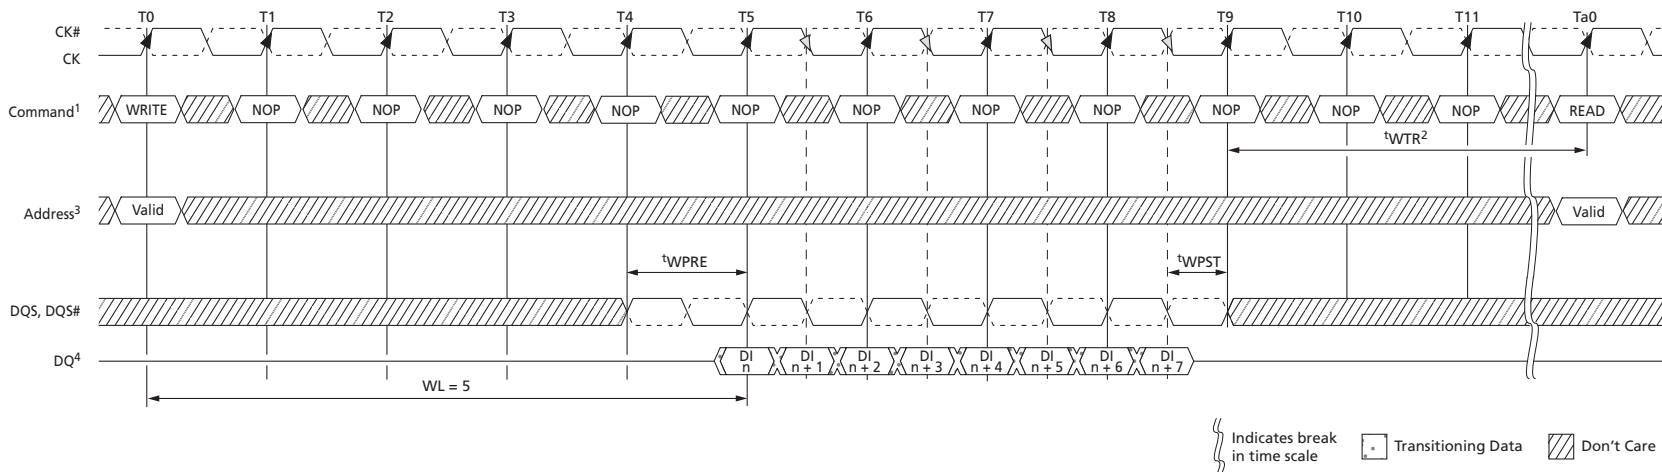 T0 T1 T2 T3 T4 T5 T6 T7 T8 T9 T10 T11 Ta0
CK#
CK
Command¹ WRITE NOP NOP NOP NOP NOP NOP NOP NOP NOP NOP NOP READ
tWTR²
Address³ Valid Valid
tWPRE tWPST
DQS, DQS#
DQ⁴ DI n DI n + 1 DI n + 2 DI n + 3 DI n + 4 DI n + 5 DI n + 6 DI n + 7
WL = 5
Indicates break
in time scale
Transitioning Data
Don't Care